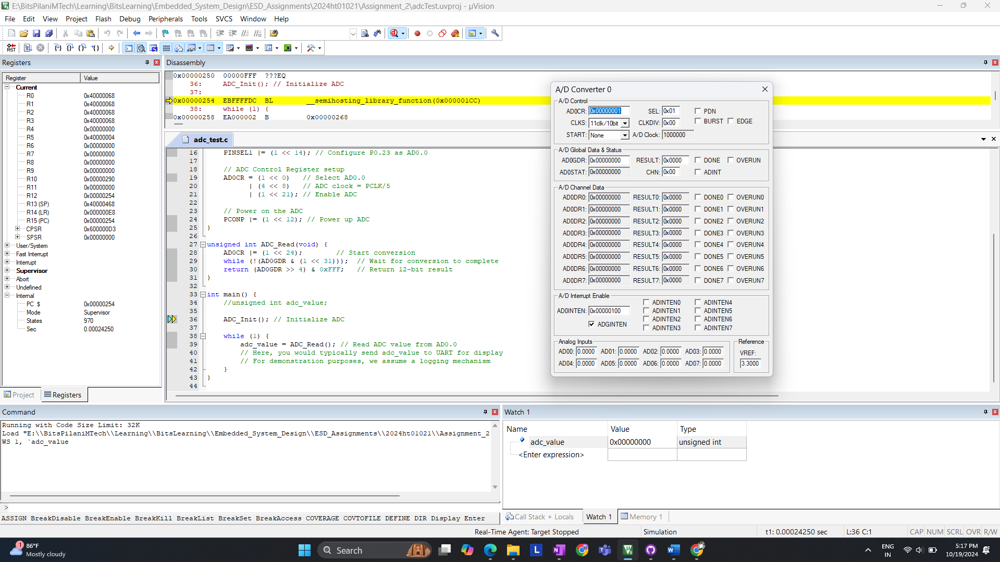 E:\BitsPilaniMTech\Learning\BitsLearning\Embedded_System_Design\ESD_Assignments\2024ht01021\Assignment_2\adcTest.uvproj - µVision
File Edit View Project Flash Debug Peripherals Tools SVCS Window Help
Registers
Register Value
Current
R0 0x40000068
R1 0x40000068
R2 0x40000068
R3 0x40000068
R4 0x00000000
R5 0x40000004
R6 0x00000000
R7 0x00000000
R8 0x00000000
R9 0x00000000
R10 0x00000290
R11 0x00000000
R12 0x00000254
R13 (SP) 0x40000468
R14 (LR) 0x000000E8
R15 (PC) 0x00000254
CPSR 0x600000D3
SPSR 0x00000000
User/System
Fast Interrupt
Interrupt
Supervisor
Abort
Undefined
Internal
PC $ 0x00000254
Mode Supervisor
States 970
Sec 0.00024250
Project Registers
Disassembly
0x00000250 00000FFF ???EQ
36: ADC_Init(); // Initialize ADC
37:
0x00000254 EBFFFFDC BL __semihosting_library_function(0x000001CC)
38: while (1) {
0x00000258 EA000002 B 0x00000268
adc_test.c
16 PINSEL1 |= (1 << 14); // Configure P0.23 as AD0.0
17
18 // ADC Control Register setup
19 AD0CR = (1 << 0) // Select AD0.0
20 | (4 << 8) // ADC clock = PCLK/5
21 | (1 << 21); // Enable ADC
22
23 // Power on the ADC
24 PCONP |= (1 << 12); // Power up ADC
25 }
26
27 unsigned int ADC_Read(void) {
28 AD0CR |= (1 << 24); // Start conversion
29 while (!(AD0GDR & (1 << 31))); // Wait for conversion to complete
30 return (AD0GDR >> 4) & 0xFFF; // Return 12-bit result
31 }
32
33 int main() {
34 //unsigned int adc_value;
35
36 ADC_Init(); // Initialize ADC
37
38 while (1) {
39 adc_value = ADC_Read(); // Read ADC value from AD0.0
40 // Here, you would typically send adc_value to UART for display
41 // For demonstration purposes, we assume a logging mechanism
42 }
43 }
44
A/D Converter 0
A/D Control
AD0CR: 0x00000001 SEL: 0x01 PDN
CLKS: 11clk/10bit CLKDIV: 0x00 BURST EDGE
START: None A/D Clock: 1000000
A/D Global Data & Status
AD0GDR: 0x00000000 RESULT: 0x0000 DONE OVERUN
AD0STAT: 0x00000000 CHN: 0x00 ADINT
A/D Channel Data
AD0DR0: 0x00000000 RESULT0: 0x0000 DONE0 OVERUN0
AD0DR1: 0x00000000 RESULT1: 0x0000 DONE1 OVERUN1
AD0DR2: 0x00000000 RESULT2: 0x0000 DONE2 OVERUN2
AD0DR3: 0x00000000 RESULT3: 0x0000 DONE3 OVERUN3
AD0DR4: 0x00000000 RESULT4: 0x0000 DONE4 OVERUN4
AD0DR5: 0x00000000 RESULT5: 0x0000 DONE5 OVERUN5
AD0DR6: 0x00000000 RESULT6: 0x0000 DONE6 OVERUN6
AD0DR7: 0x00000000 RESULT7: 0x0000 DONE7 OVERUN7
A/D Interrupt Enable
ADINTEN0 ADINTEN4
AD0INTEN: 0x00000100 ADINTEN1 ADINTEN5
ADINTEN2 ADINTEN6
ADGINTEN ADINTEN3 ADINTEN7
Analog Inputs Reference
AD00: 0.0000 AD01: 0.0000 AD02: 0.0000 AD03: 0.0000 VREF:
AD04: 0.0000 AD05: 0.0000 AD06: 0.0000 AD07: 0.0000 3.3000
Command
Running with Code Size Limit: 32K
Load "E:\\BitsPilaniMTech\\Learning\\BitsLearning\\Embedded_System_Design\\ESD_Assignments\\2024ht01021\\Assignment_2
WS 1, `adc_value
>
ASSIGN BreakDisable BreakEnable BreakKill BreakList BreakSet BreakAccess COVERAGE COVTOFILE DEFINE DIR Display Enter
Watch 1
Name Value Type
adc_value 0x00000000 unsigned int
<Enter expression>
Call Stack + Locals Watch 1 Memory 1
Real-Time Agent: Target Stopped Simulation t1: 0.00024250 sec L:36 C:1 CAP NUM SCRL OVR R/W
1
86°F
Mostly cloudy
Search
ENG
IN
5:17 PM
10/19/2024